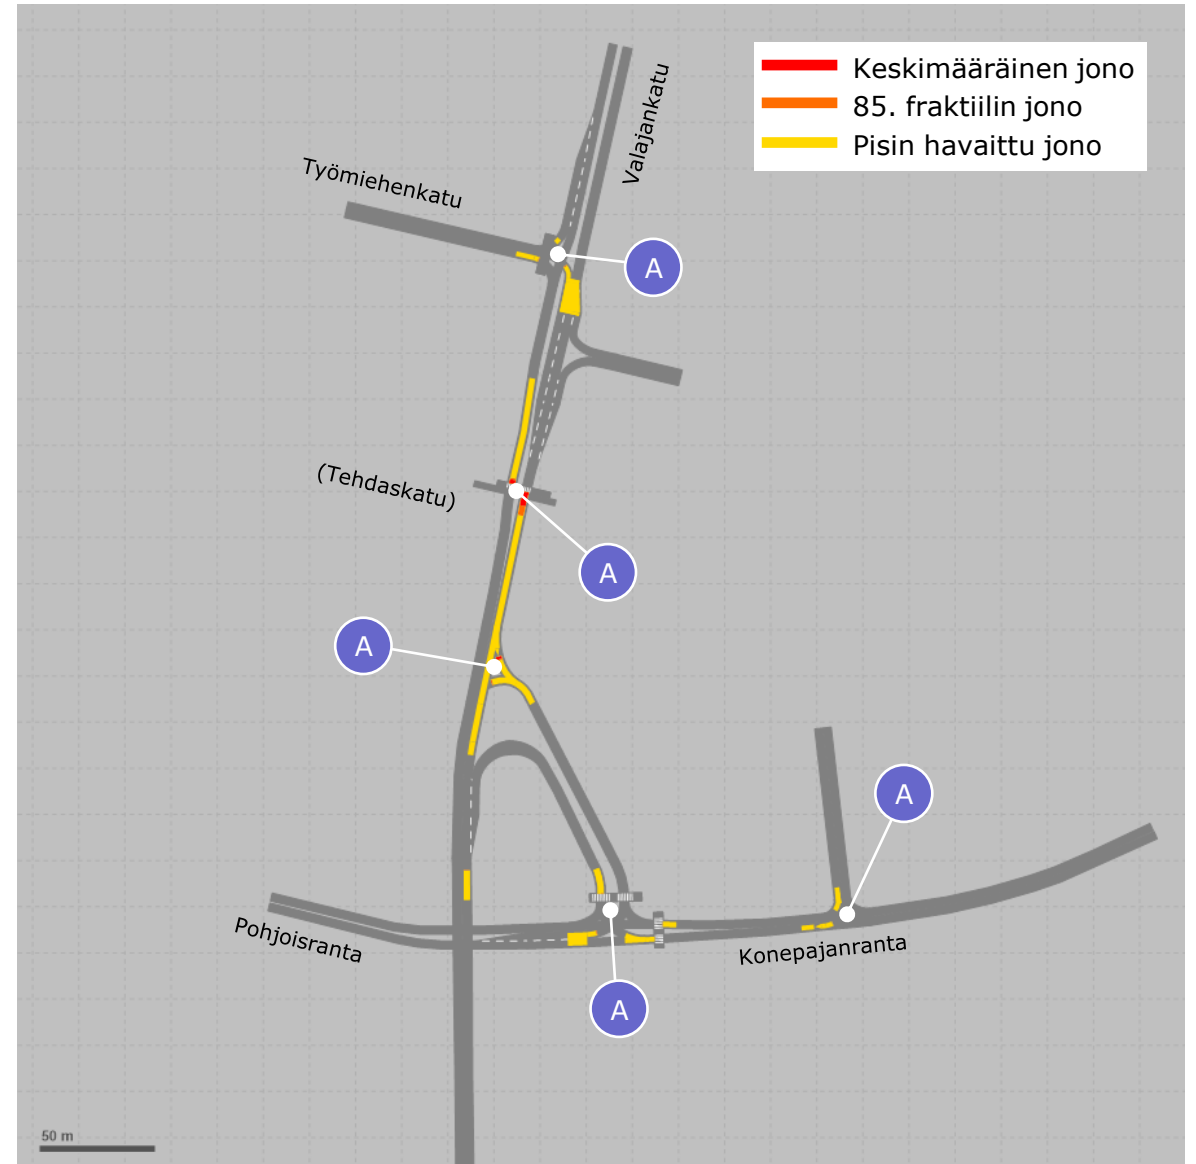 Keskimääräinen jono
85. fraktiilin jono
Pisin havaittu jono
Valajankatu
Työmiehenkatu
A
(Tehdaskatu)
A
A
A
Pohjoisranta
Konepajanranta
A
50 m